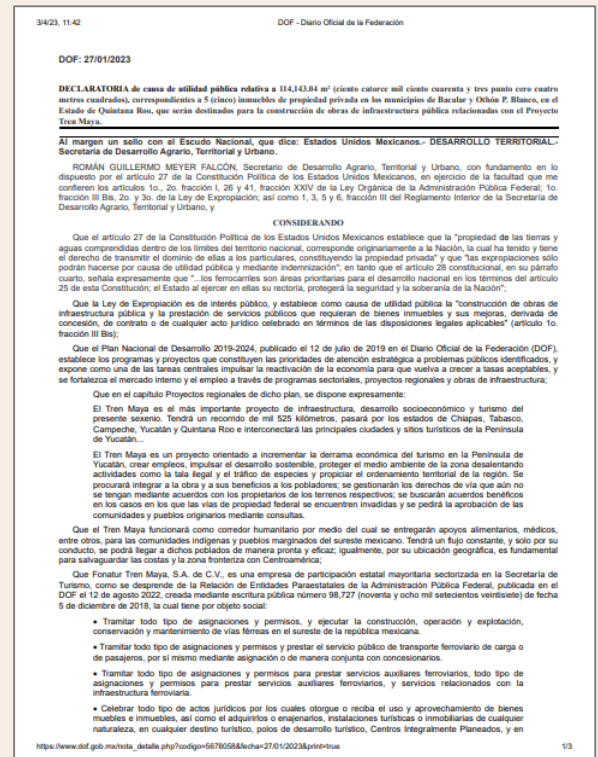 3/4/23, 11:42
DOF - Diario Oficial de la Federación
DOF: 27/01/2023
DECLARATORIA de causa de utilidad pública relativa a 114,143.04 m² (ciento catorce mil ciento cuarenta y tres punto cero cuatro
metros cuadrados), correspondientes a 5 (cinco) inmuebles de propiedad privada en los municipios de Bacalar y Othón P. Blanco, en el
Estado de Quintana Roo, que serán destinados para la construcción de obras de infraestructura pública relacionadas con el Proyecto
Tren Maya.
Al margen un sello con el Escudo Nacional, que dice: Estados Unidos Mexicanos.- DESARROLLO TERRITORIAL.-
Secretaría de Desarrollo Agrario, Territorial y Urbano.
ROMÁN GUILLERMO MEYER FALCÓN, Secretario de Desarrollo Agrario, Territorial y Urbano, con fundamento en lo
dispuesto por el artículo 27 de la Constitución Política de los Estados Unidos Mexicanos, en ejercicio de la facultad que me
confieren los artículos 1o., 2o. fracción I, 26 y 41, fracción XXIV de la Ley Orgánica de la Administración Pública Federal; 1o.
fracción III Bis, 2o. y 3o. de la Ley de Expropiación; así como 1, 3, 5 y 6, fracción III del Reglamento Interior de la Secretaría de
Desarrollo Agrario, Territorial y Urbano, y
CONSIDERANDO
Que el artículo 27 de la Constitución Política de los Estados Unidos Mexicanos establece que la "propiedad de las tierras y
aguas comprendidas dentro de los límites del territorio nacional, corresponde originariamente a la Nación, la cual ha tenido y tiene
el derecho de transmitir el dominio de ellas a los particulares, constituyendo la propiedad privada" y que "las expropiaciones sólo
podrán hacerse por causa de utilidad pública y mediante indemnización"; en tanto que el artículo 28 constitucional, en su párrafo
cuarto, señala expresamente que "...los ferrocarriles son áreas prioritarias para el desarrollo nacional en los términos del artículo
25 de esta Constitución; el Estado al ejercer en ellas su rectoría, protegerá la seguridad y la soberanía de la Nación";
Que la Ley de Expropiación es de interés público, y establece como causa de utilidad pública la "construcción de obras de
infraestructura pública y la prestación de servicios públicos que requieran de bienes inmuebles y sus mejoras, derivada de
concesión, de contrato o de cualquier acto jurídico celebrado en términos de las disposiciones legales aplicables" (artículo 1o.
fracción III Bis);
Que el Plan Nacional de Desarrollo 2019-2024, publicado el 12 de julio de 2019 en el Diario Oficial de la Federación (DOF),
establece los programas y proyectos que constituyen las prioridades de atención estratégica a problemas públicos identificados, y
expone como una de las tareas centrales impulsar la reactivación de la economía para que vuelva a crecer a tasas aceptables, y
se fortalezca el mercado interno y el empleo a través de programas sectoriales, proyectos regionales y obras de infraestructura;
Que en el capítulo Proyectos regionales de dicho plan, se dispone expresamente:
El Tren Maya es el más importante proyecto de infraestructura, desarrollo socioeconómico y turismo del
presente sexenio. Tendrá un recorrido de mil 525 kilómetros, pasará por los estados de Chiapas, Tabasco,
Campeche, Yucatán y Quintana Roo e interconectará las principales ciudades y sitios turísticos de la Península
de Yucatán...
El Tren Maya es un proyecto orientado a incrementar la derrama económica del turismo en la Península de
Yucatán, crear empleos, impulsar el desarrollo sostenible, proteger el medio ambiente de la zona desalentando
actividades como la tala ilegal y el tráfico de especies y propiciar el ordenamiento territorial de la región. Se
procurará integrar a la obra y a sus beneficios a los pobladores; se gestionarán los derechos de vía que aún no
se tengan mediante acuerdos con los propietarios de los terrenos respectivos; se buscarán acuerdos benéficos
en los casos en los que las vías de propiedad federal se encuentren invadidas y se pedirá la aprobación de las
comunidades y pueblos originarios mediante consultas.
Que el Tren Maya funcionará como corredor humanitario por medio del cual se entregarán apoyos alimentarios, médicos,
entre otros, para las comunidades indígenas y pueblos marginados del sureste mexicano. Tendrá un flujo constante, y solo por su
conducto, se podrá llegar a dichos poblados de manera pronta y eficaz; igualmente, por su ubicación geográfica, es fundamental
para salvaguardar las costas y la zona fronteriza con Centroamérica;
Que Fonatur Tren Maya, S.A. de C.V., es una empresa de participación estatal mayoritaria sectorizada en la Secretaría de
Turismo, como se desprende de la Relación de Entidades Paraestatales de la Administración Pública Federal, publicada en el
DOF el 12 de agosto 2022, creada mediante escritura pública número 98,727 (noventa y ocho mil setecientos veintisiete) de fecha
5 de diciembre de 2018, la cual tiene por objeto social:
• Tramitar todo tipo de asignaciones y permisos, y ejecutar la construcción, operación y explotación,
conservación y mantenimiento de vías férreas en el sureste de la república mexicana.
• Tramitar todo tipo de asignaciones y permisos y prestar el servicio público de transporte ferroviario de carga o
de pasajeros, por sí mismo mediante asignación o de manera conjunta con concesionarios.
• Tramitar todo tipo de asignaciones y permisos para prestar servicios auxiliares ferroviarios, todo tipo de
asignaciones y permisos para prestar servicios auxiliares ferroviarios, y servicios relacionados con la
infraestructura ferroviaria.
• Celebrar todo tipo de actos jurídicos por los cuales otorgue o reciba el uso y aprovechamiento de bienes
muebles e inmuebles, así como el adquirirlos o enajenarlos, instalaciones turísticas o inmobiliarias de cualquier
naturaleza, en cualquier destino turístico, polos de desarrollo turístico, Centros Integralmente Planeados, y en
https://www.dof.gob.mx/nota_detalle.php?codigo=5678058&fecha=27/01/2023&print=true
1/3